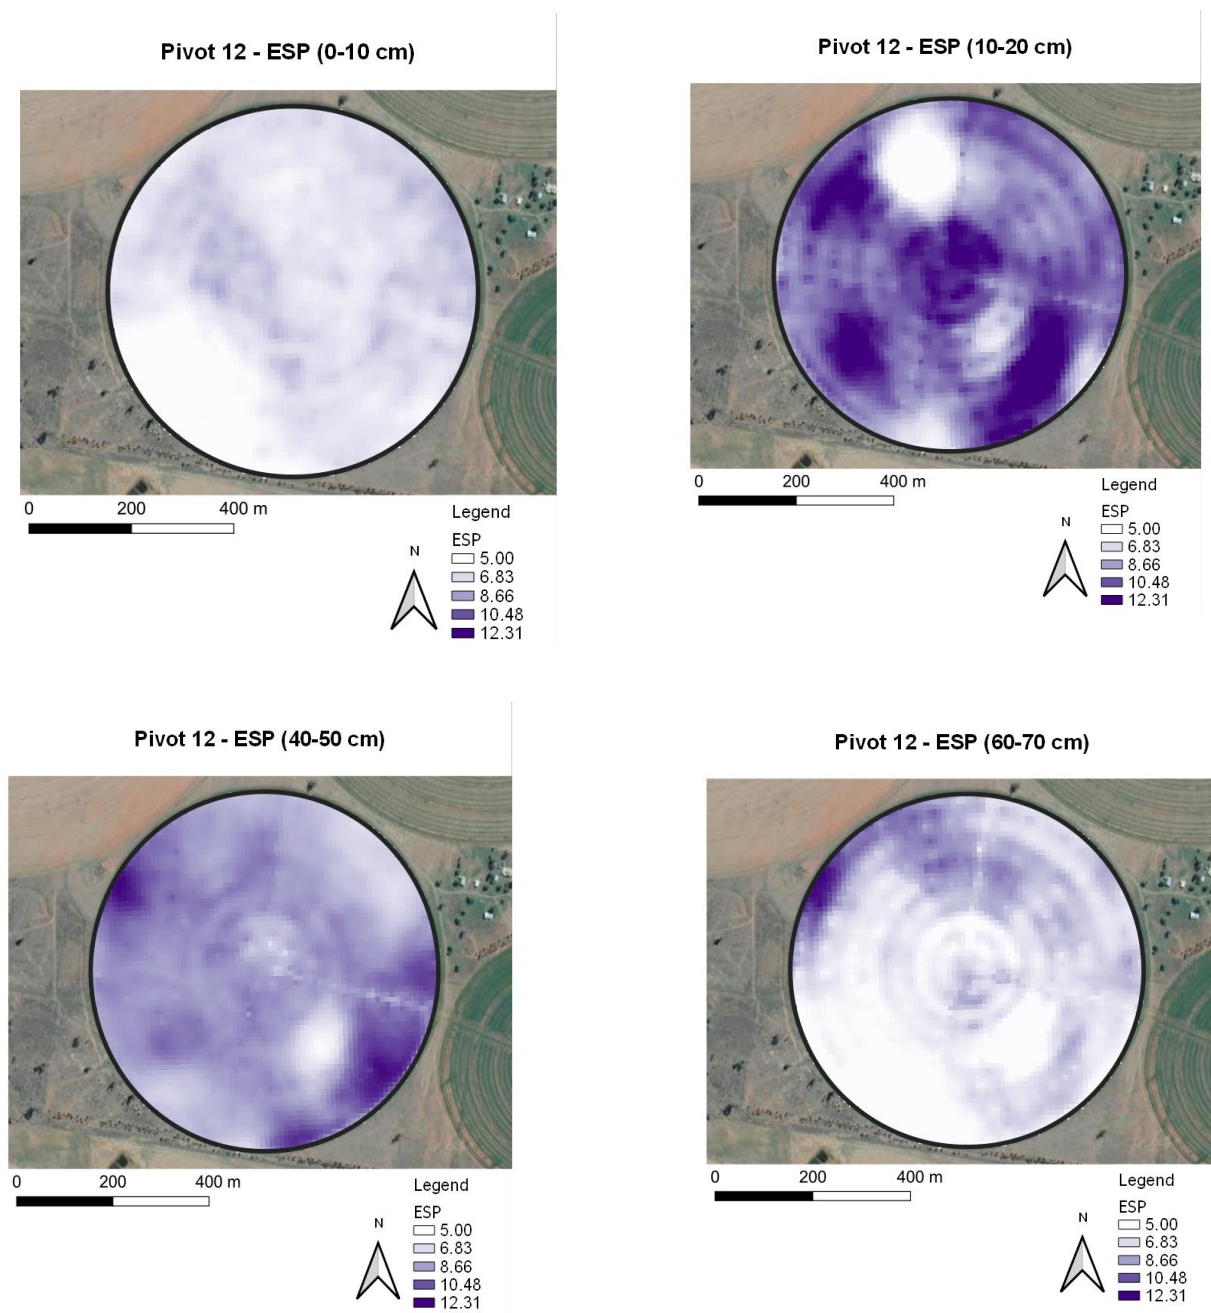 Pivot 12 - ESP (0-10 cm)
0 200 400 m
N
Legend
ESP
5.00
6.83
8.66
10.48
12.31
Pivot 12 - ESP (10-20 cm)
0 200 400 m
N
Legend
ESP
5.00
6.83
8.66
10.48
12.31
Pivot 12 - ESP (40-50 cm)
0 200 400 m
N
Legend
ESP
5.00
6.83
8.66
10.48
12.31
Pivot 12 - ESP (60-70 cm)
0 200 400 m
N
Legend
ESP
5.00
6.83
8.66
10.48
12.31